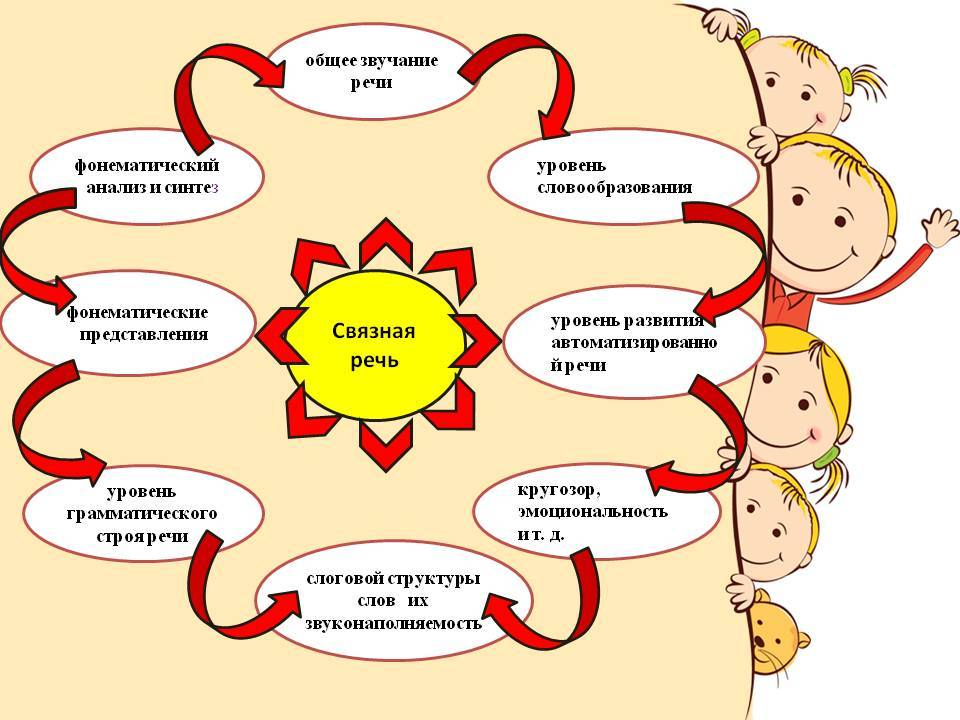 общее звучание
речи
фонематический
анализ и синтез
уровень
словообразования
фонематические
представления
Связная
речь
уровень развития
автоматизированно
й речи
уровень
грамматического
строя речи
кругозор,
эмоциональность
и т. д.
слоговой структуры
слов их
звуконаполняемость